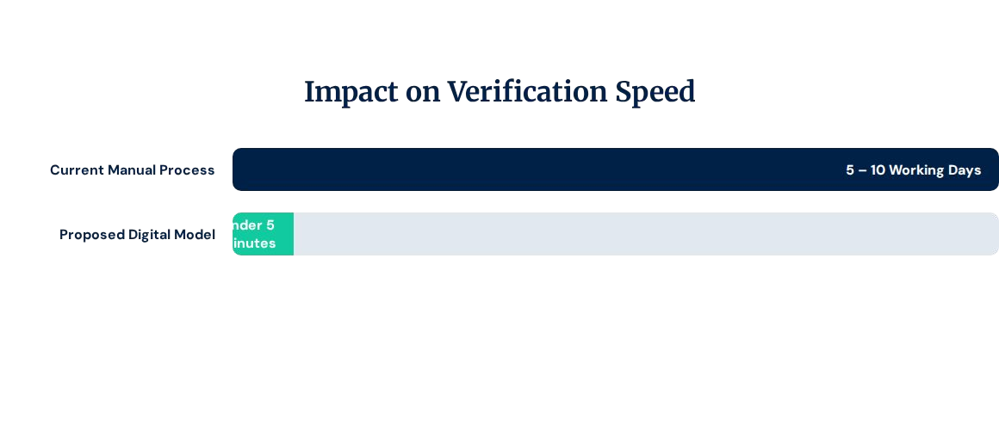 Impact on Verification Speed
Current Manual Process
5 – 10 Working Days
Proposed Digital Model
nder 5
inutes